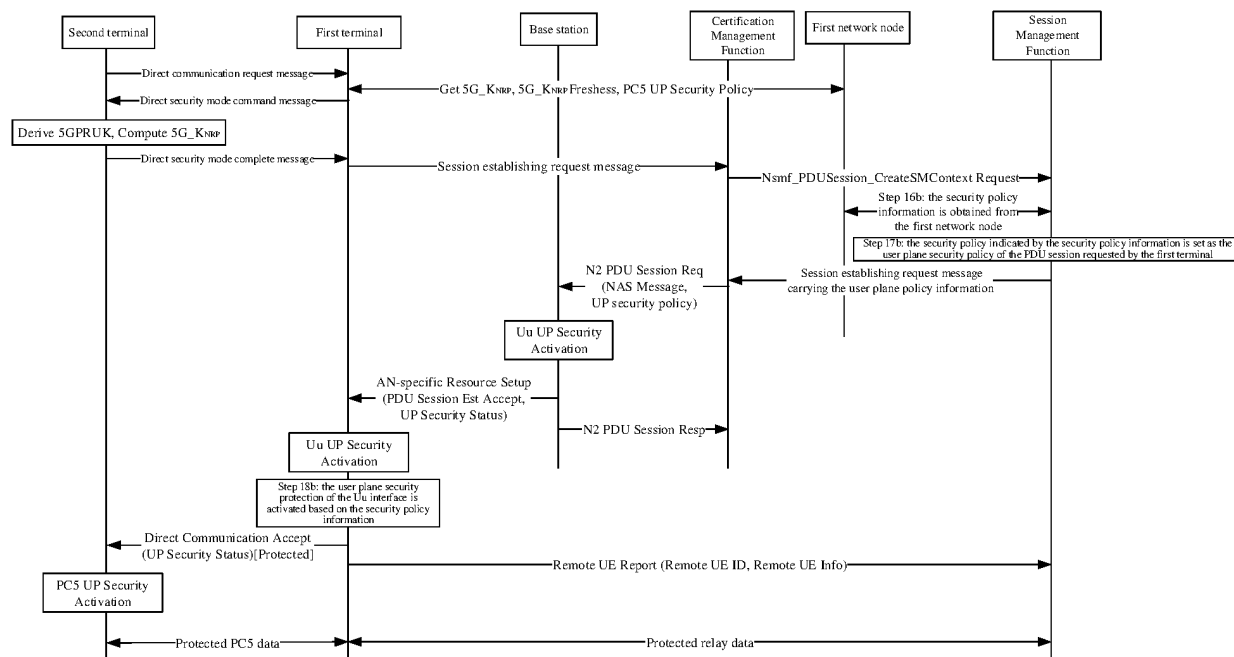 Second terminal
First terminal
Base station
Certification
Management
Function
First network node
Session
Management
Function
Direct communication request message
Get 5G_KNRP, 5G_KNRP Freshess, PC5 UP Security Policy
Direct security mode command message
Derive 5GPRUK, Compute 5G_KNRP
Direct security mode complete message
Session establishing request message
Nsmf_PDUSession_CreateSMContext Request
Step 16b: the security policy
information is obtained from
the first network node
Step 17b: the security policy indicated by the security policy information is set as the
user plane security policy of the PDU session requested by the first terminal
Session establishing request message
carrying the user plane policy information
N2 PDU Session Req
(NAS Message,
UP security policy)
Uu UP Security
Activation
AN-specific Resource Setup
(PDU Session Est Accept,
UP Security Status)
N2 PDU Session Resp
Uu UP Security
Activation
Step 18b: the user plane security
protection of the Uu interface is
activated based on the security policy
information
Direct Communication Accept
(UP Security Status)[Protected]
Remote UE Report (Remote UE ID, Remote UE Info)
PC5 UP Security
Activation
Protected PC5 data
Protected relay data